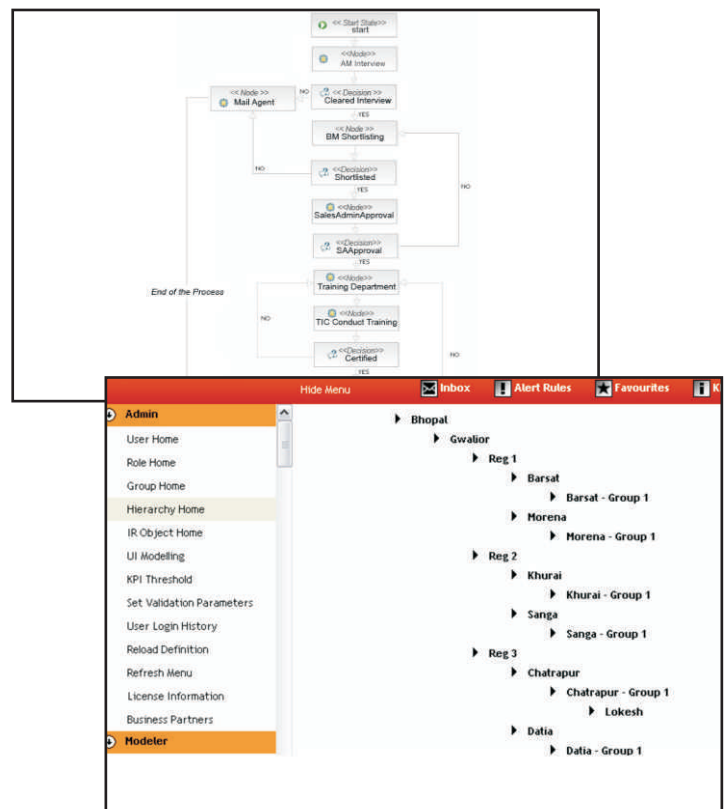 << Start State>>
start
<<Node>>
AM Interview
<< Node >>
Mail Agent
NO
<< Decision >>
Cleared Interview
YES
<< Node >>
BM Shortlisting
NO
<<Decision>>
Shortlisted
YES
NO
<<Node>>
SalesAdminApproval
<<Decision>>
SAApproval
YES
End of the Process
<<Node>>
Training Department
NO
<<Node>>
TIC Conduct Training
<<Decision>>
Certified
NO
YES
Hide Menu
Inbox
Alert Rules
Favourites
K
Admin
User Home
Role Home
Group Home
Hierarchy Home
IR Object Home
UI Modelling
KPI Threshold
Set Validation Parameters
User Login History
Reload Definition
Refresh Menu
License Information
Business Partners
Modeler
Bhopal
Gwalior
Reg 1
Barsat
Barsat - Group 1
Morena
Morena - Group 1
Reg 2
Khurai
Khurai - Group 1
Sanga
Sanga - Group 1
Reg 3
Chatrapur
Chatrapur - Group 1
Lokesh
Datia
Datia - Group 1